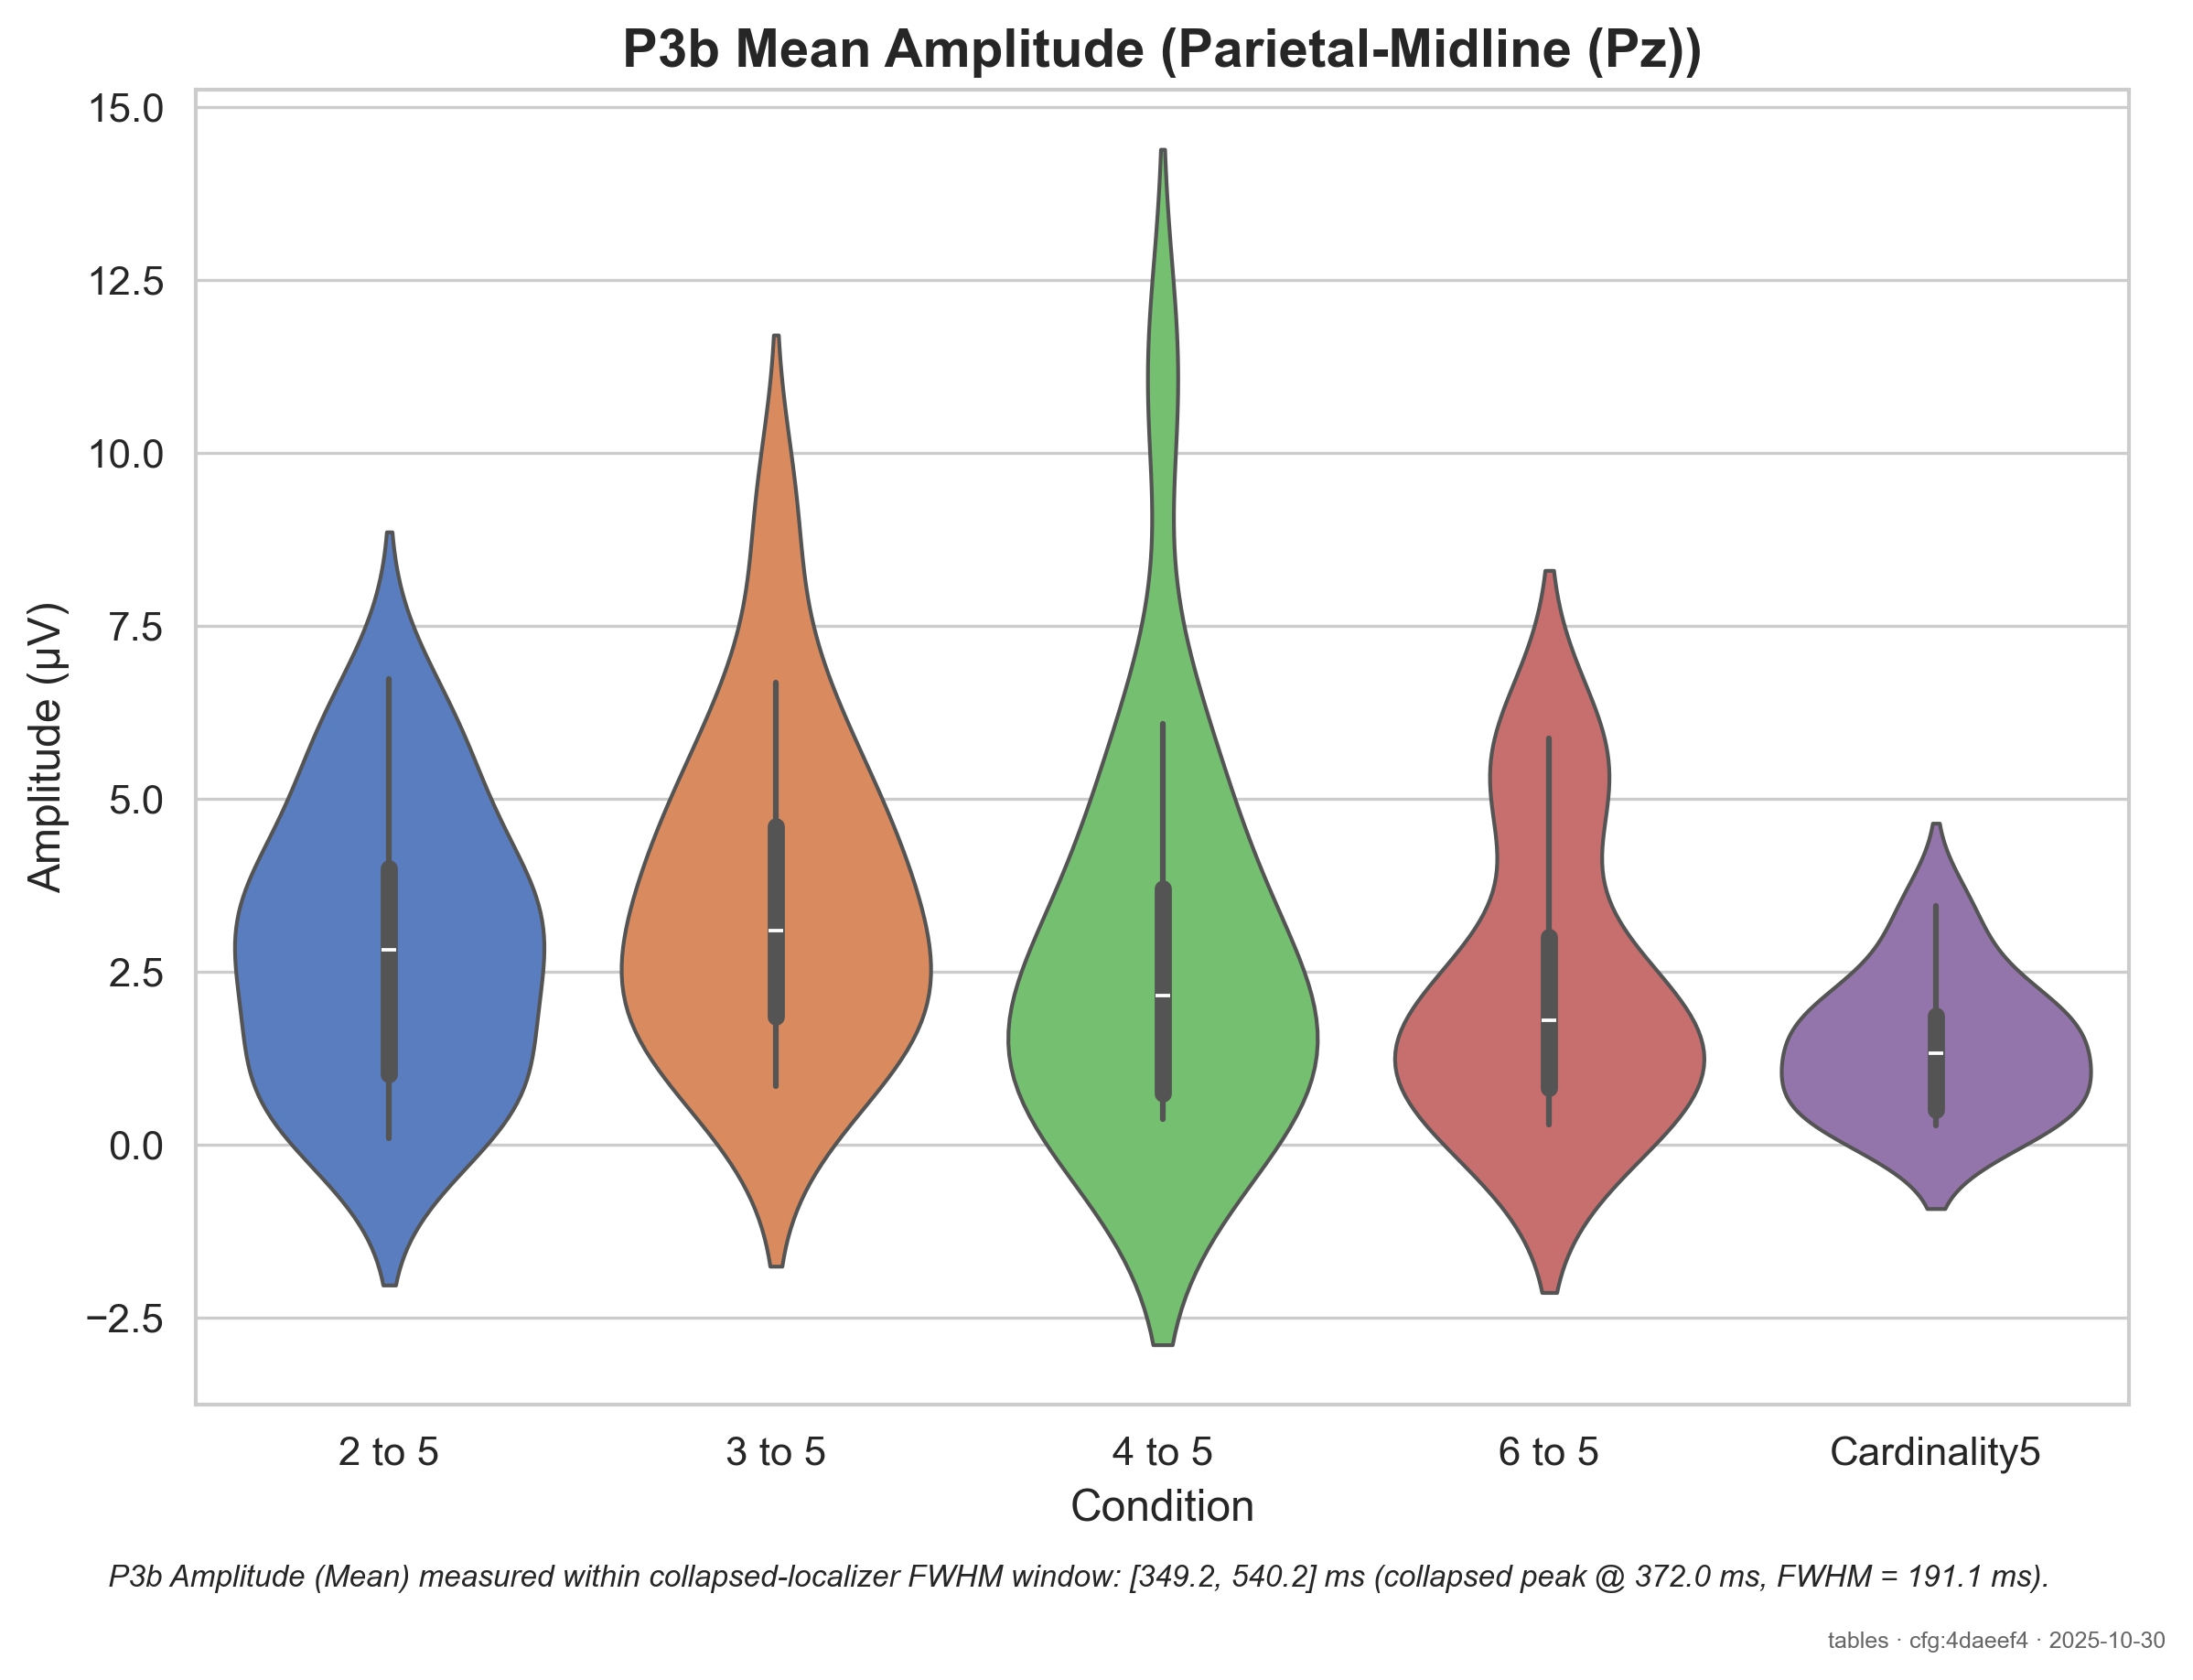 P3b Mean Amplitude (Parietal-Midline (Pz))
15.0
12.5
10.0
7.5
5.0
2.5
0.0
−2.5
Amplitude (µV)
2 to 5
3 to 5
4 to 5
6 to 5
Cardinality5
Condition
P3b Amplitude (Mean) measured within collapsed-localizer FWHM window: [349.2, 540.2] ms (collapsed peak @ 372.0 ms, FWHM = 191.1 ms).
tables · cfg:4daeef4 · 2025-10-30